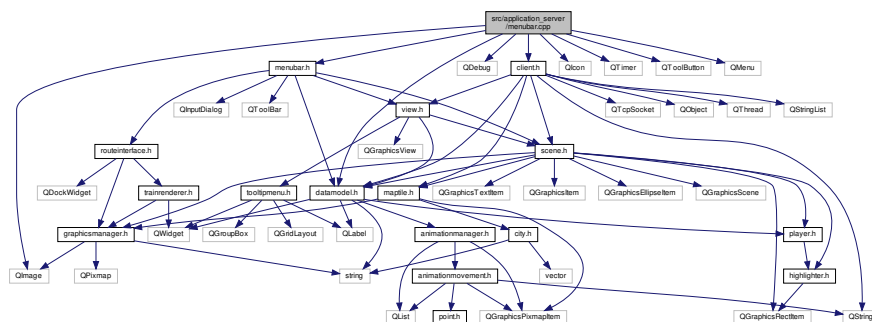 src/application_server
/menubar.cpp
menubar.h
QDebug
client.h
QIcon
QTimer
QToolButton
QMenu
QInputDialog
QToolBar
view.h
QTcpSocket
QObject
QThread
QStringList
routeinterface.h
QGraphicsView
scene.h
QDockWidget
trainrenderer.h
tooltipmenu.h
datamodel.h
maptile.h
QGraphicsTextItem
QGraphicsItem
QGraphicsEllipseItem
QGraphicsScene
graphicsmanager.h
QWidget
QGroupBox
QGridLayout
QLabel
animationmanager.h
city.h
player.h
QImage
QPixmap
string
animationmovement.h
vector
highlighter.h
QList
point.h
QGraphicsPixmapItem
QGraphicsRectItem
QString